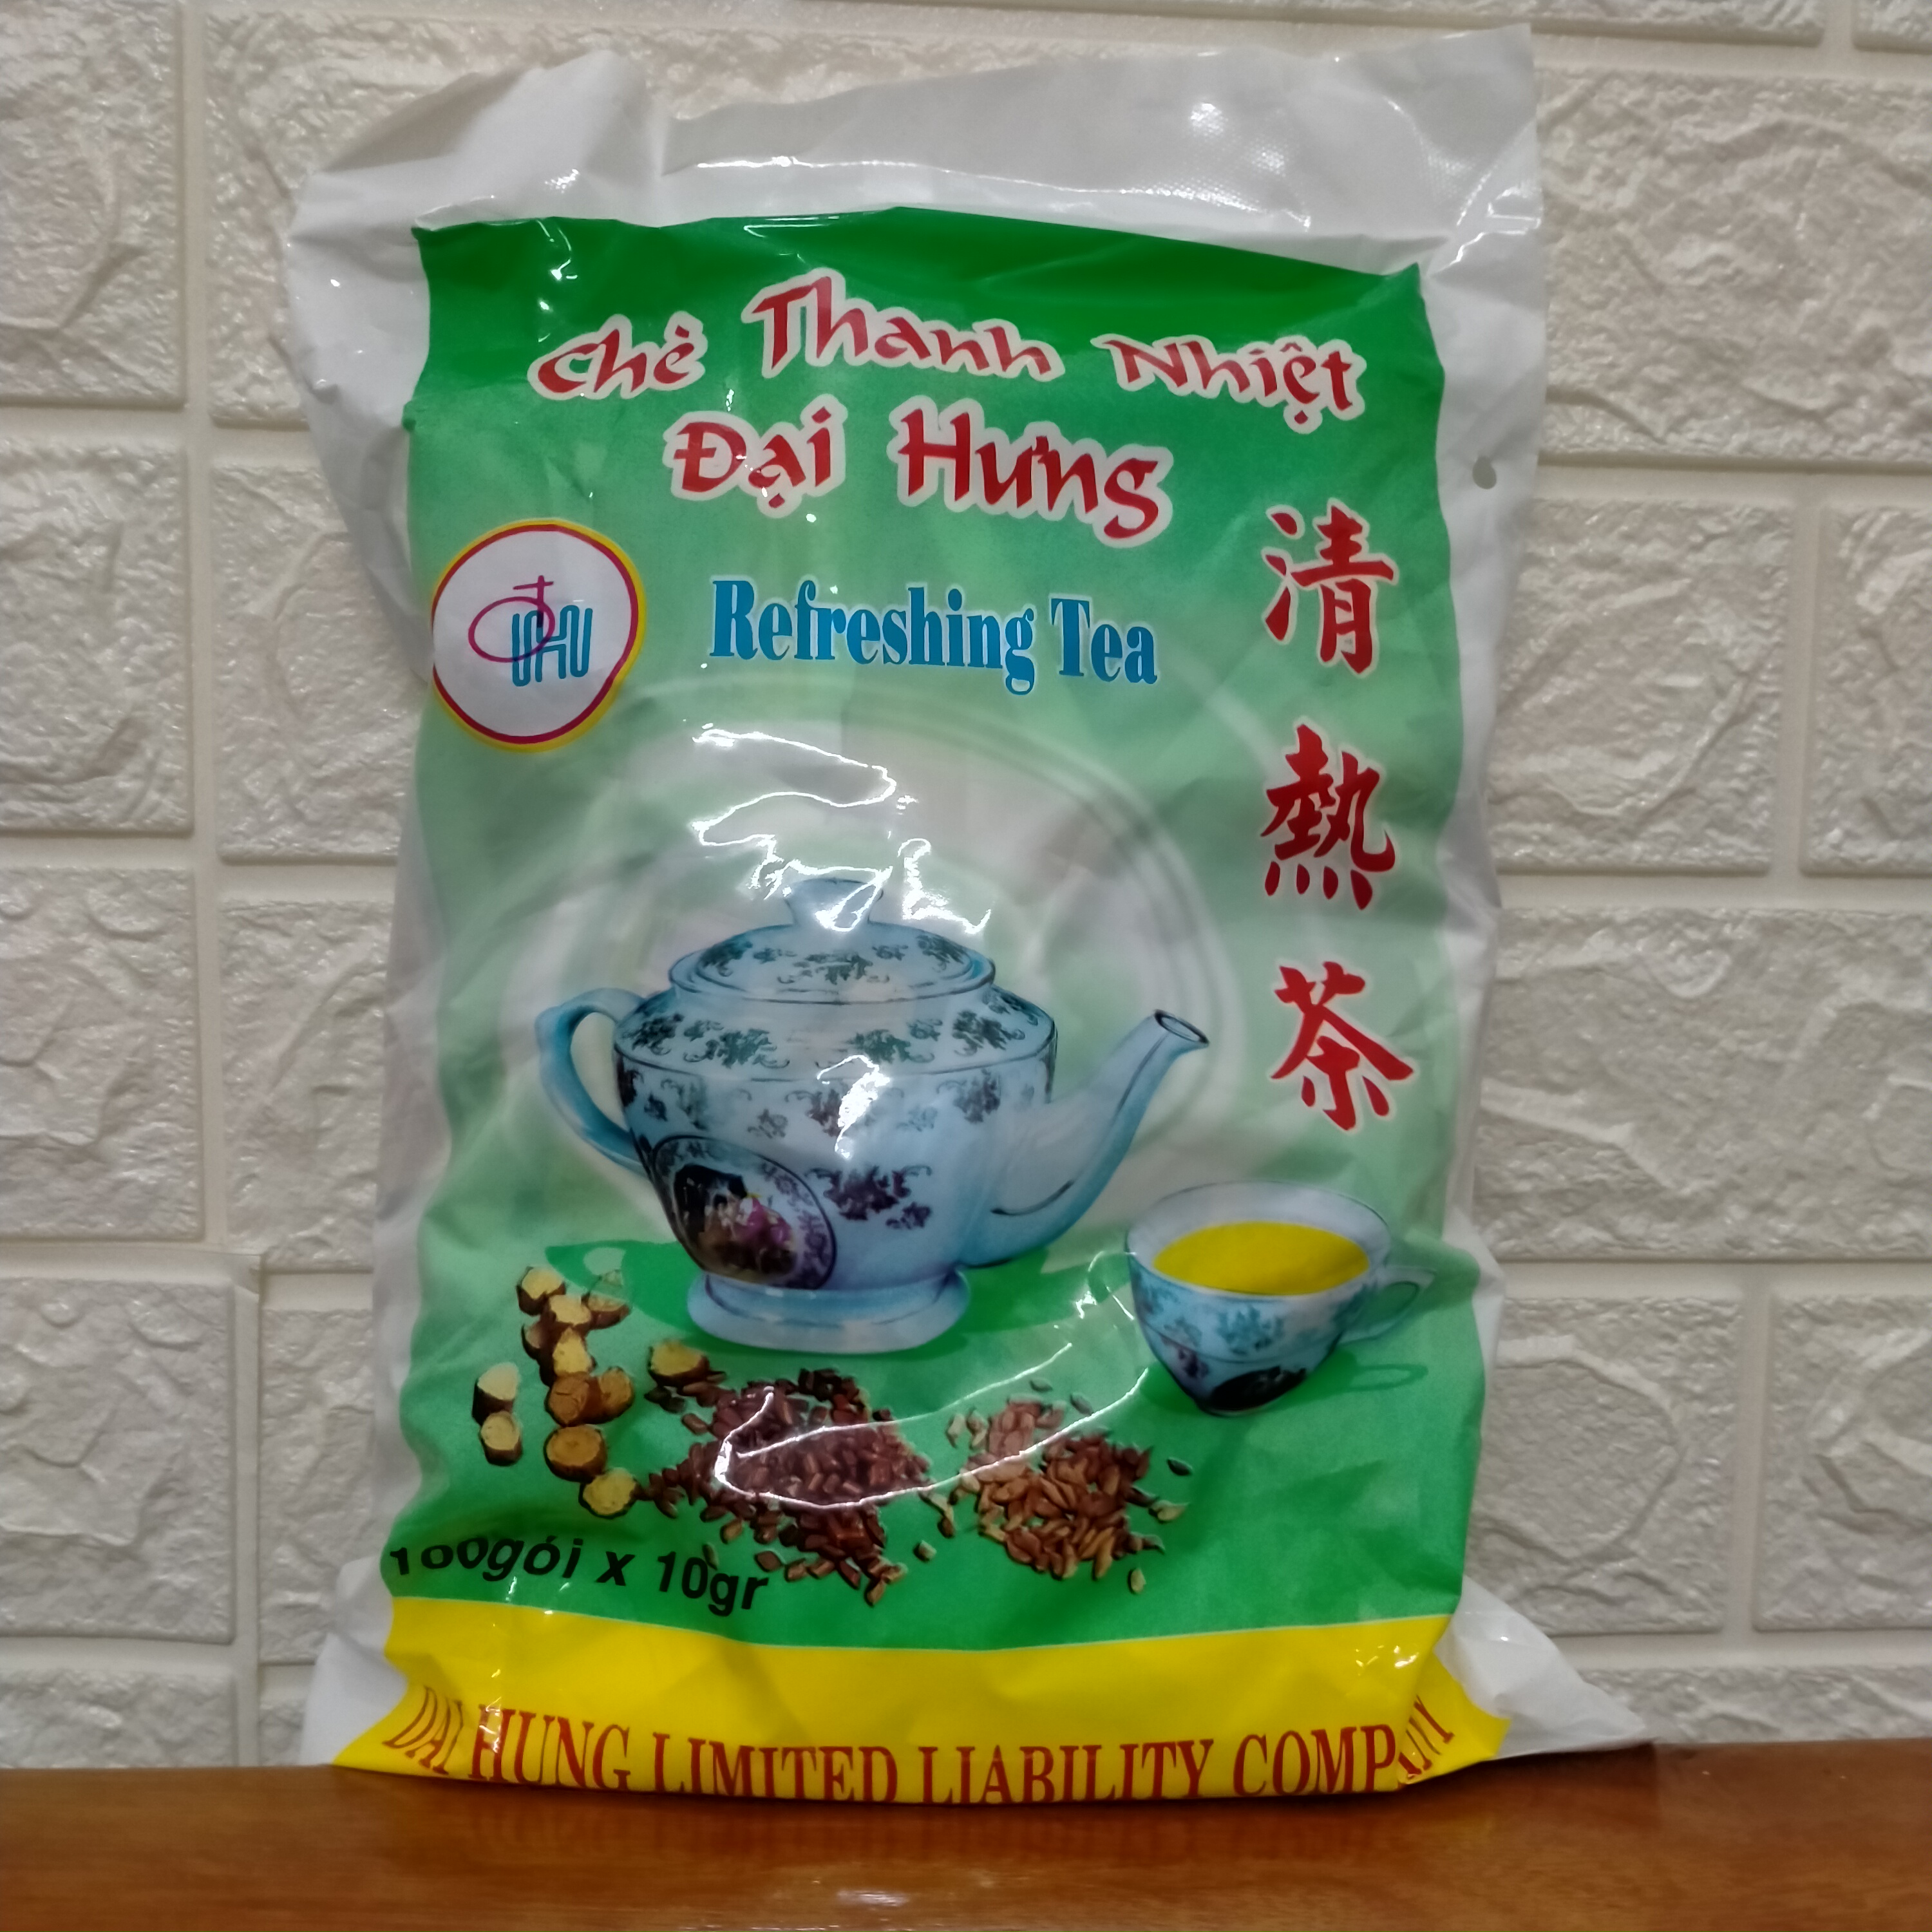 Chè Thanh Nhiệt
Đại Hưng
Refreshing Tea
清
熱
茶
100gói x 10gr
DAI HUNG LIMITED LIABILITY COMPANY